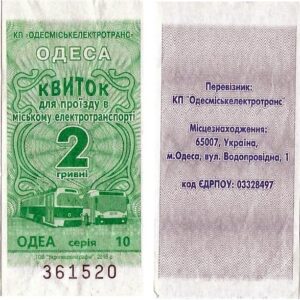 КП «ОДЕСМІСЬКЕЛЕКТРОТРАНС»
ОДЕСА
КВИТОК
для проїзду в
міському електротранспорті
2
гривні
ОДЕА серія 10
361520
Перевізник:
КП "Одесміськелектротранс"
Місцезнаходження:
65007, Україна,
м.Одеса, вул. Водопровідна, 1
код ЄДРПОУ: 03328497